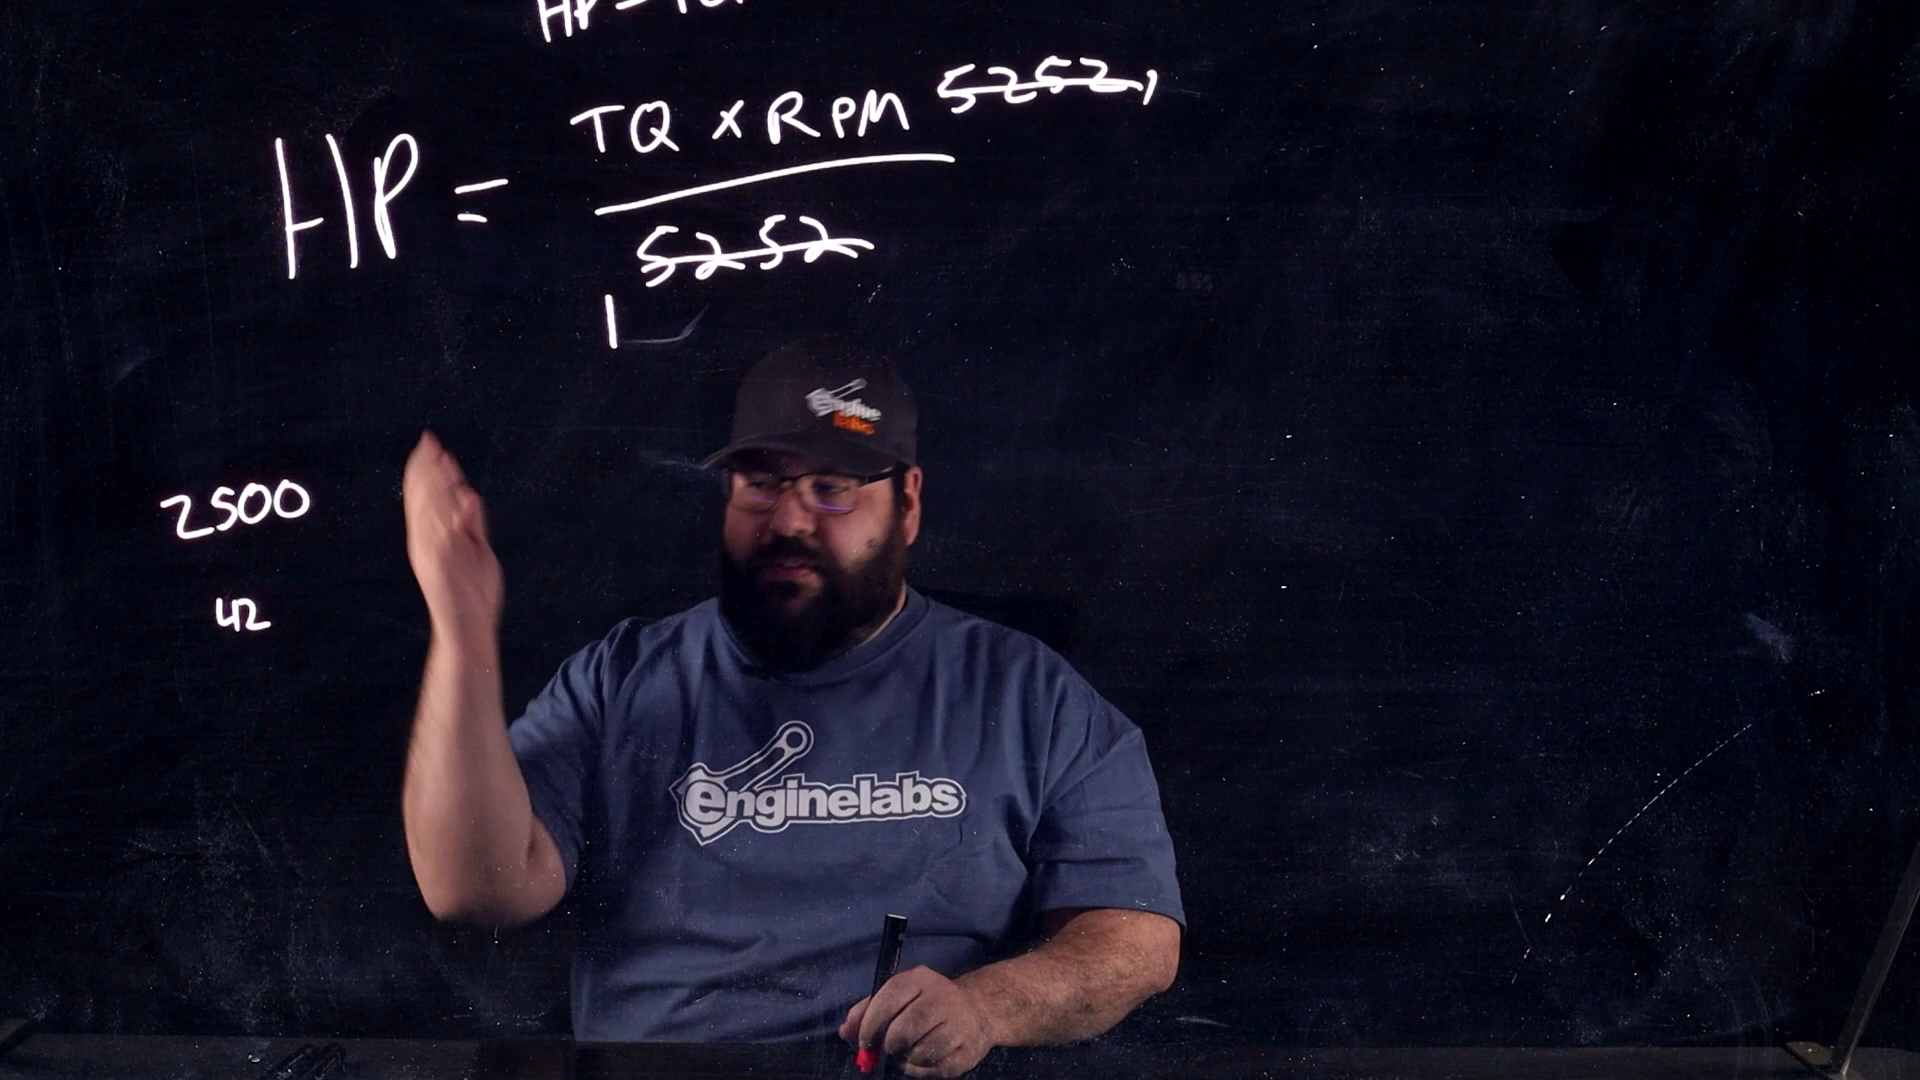 HP = TQ x RPM 5252
5252
1
2500
42
engine
labs
enginelabs